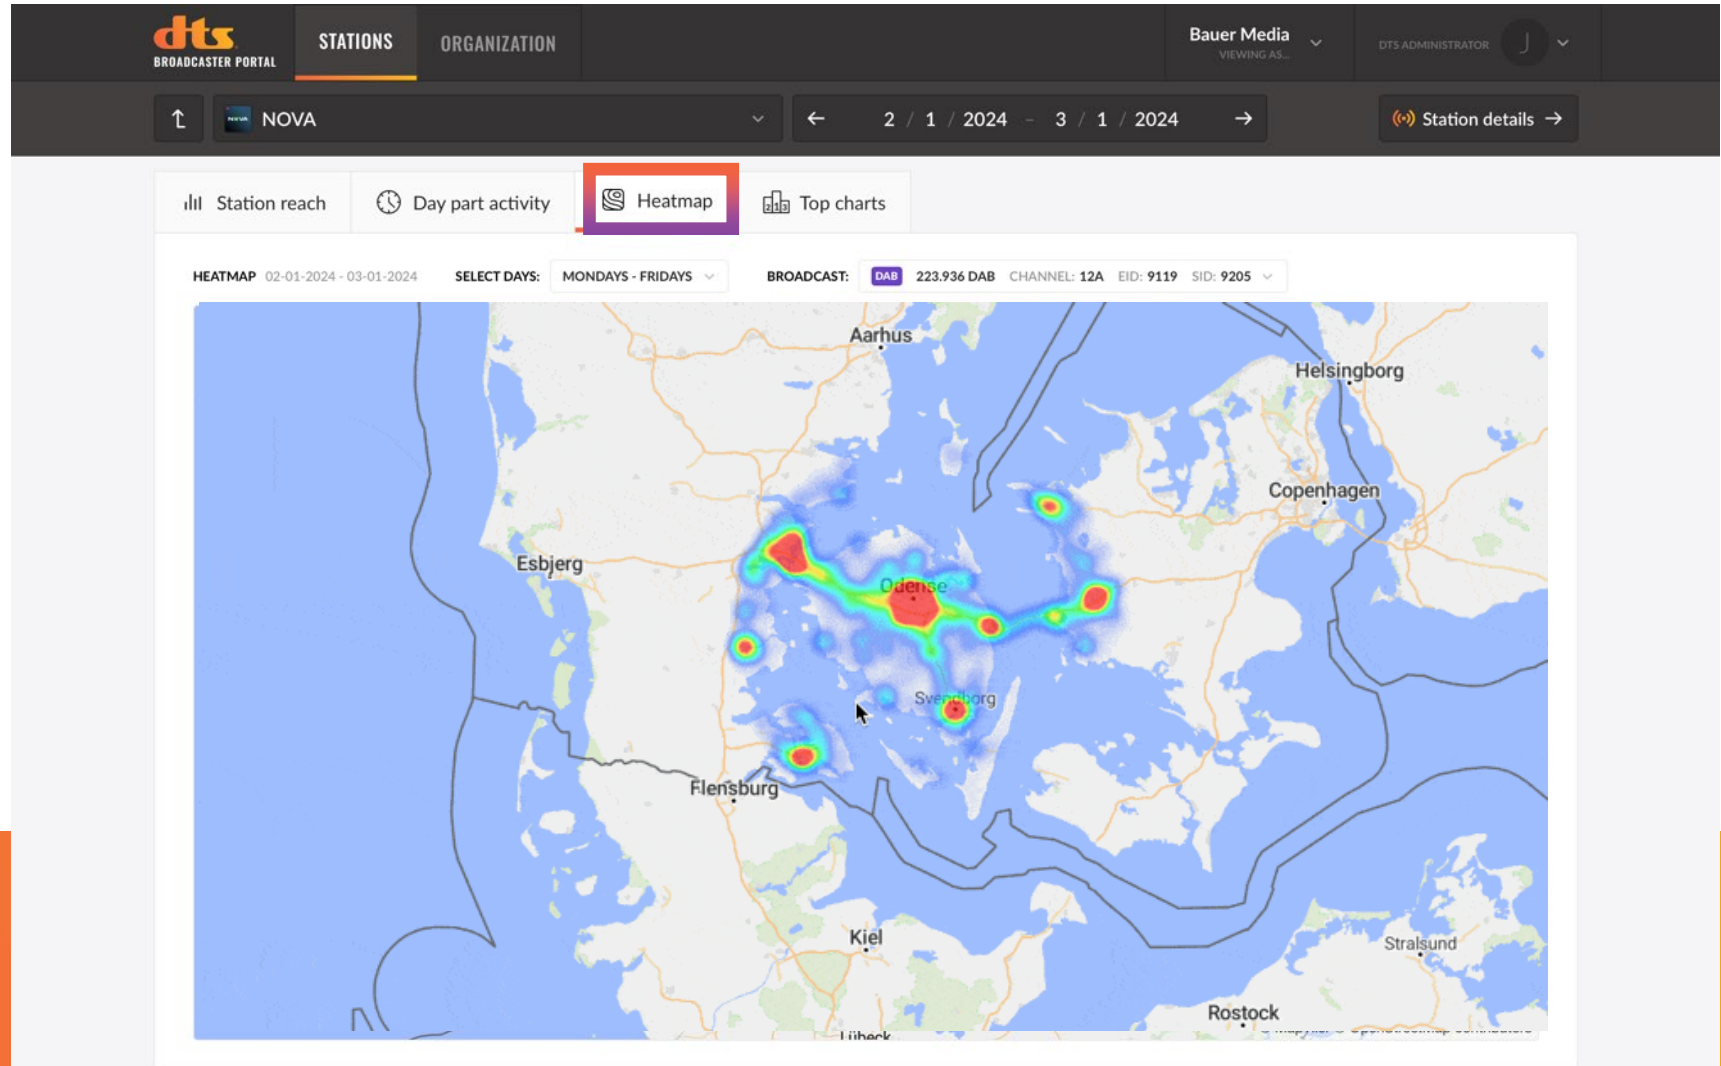 dts
BROADCASTER PORTAL
STATIONS
ORGANIZATION
Bauer Media
VIEWING AS...
DTS ADMINISTRATOR
J
NOVA
NOVA
2 / 1 / 2024 – 3 / 1 / 2024
Station details
Station reach
Day part activity
Heatmap
213
Top charts
HEATMAP 02-01-2024 - 03-01-2024
SELECT DAYS: MONDAYS - FRIDAYS
BROADCAST: DAB 223.936 DAB CHANNEL: 12A EID: 9119 SID: 9205
Aarhus
Helsingborg
Copenhagen
Esbjerg
Odense
Svendborg
Flensburg
Kiel
Stralsund
Rostock
Lübeck